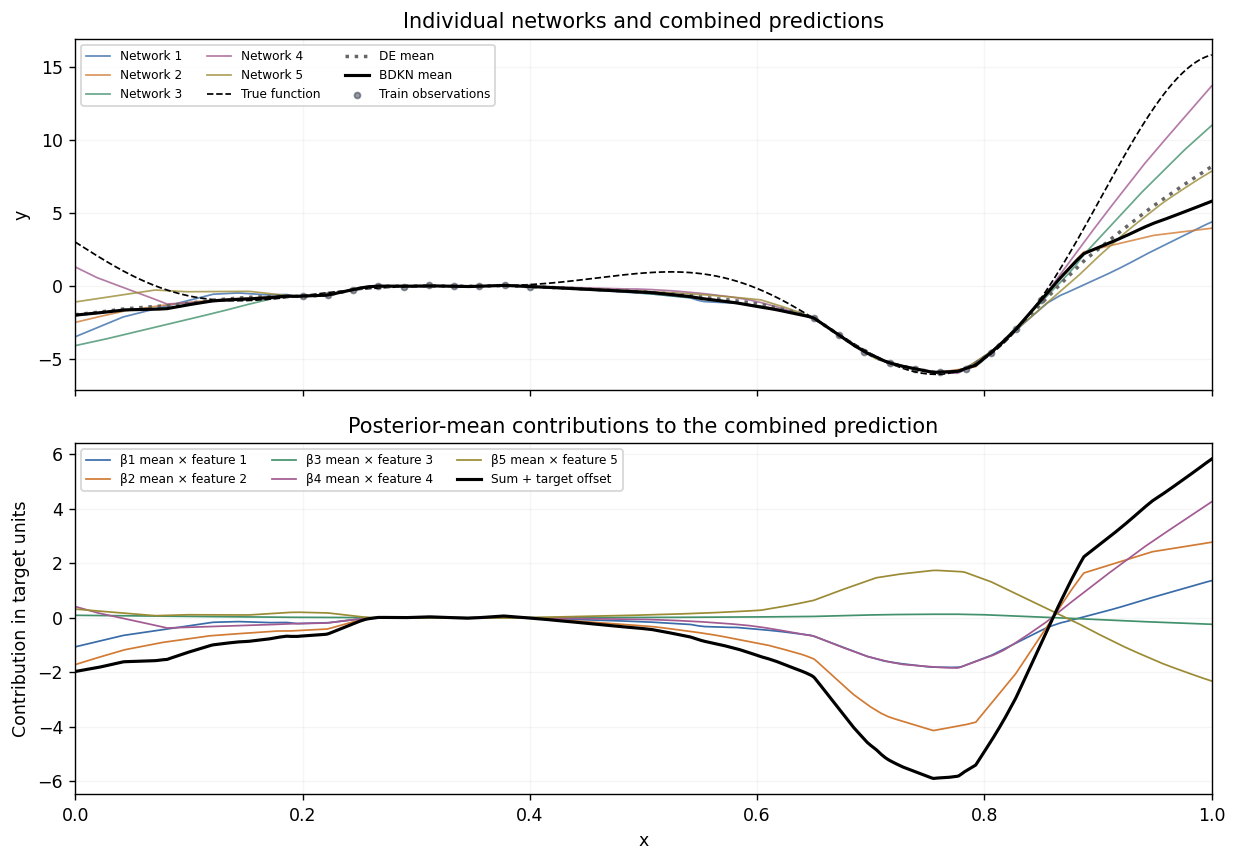 Individual networks and combined predictions
Network 1 Network 4 DE mean
Network 2 Network 5 BDKN mean
Network 3 True function Train observations
15
10
5
0
−5
y
Posterior-mean contributions to the combined prediction
β1 mean × feature 1 β3 mean × feature 3 β5 mean × feature 5
β2 mean × feature 2 β4 mean × feature 4 Sum + target offset
6
4
2
0
−2
−4
−6
Contribution in target units
0.0 0.2 0.4 0.6 0.8 1.0
x